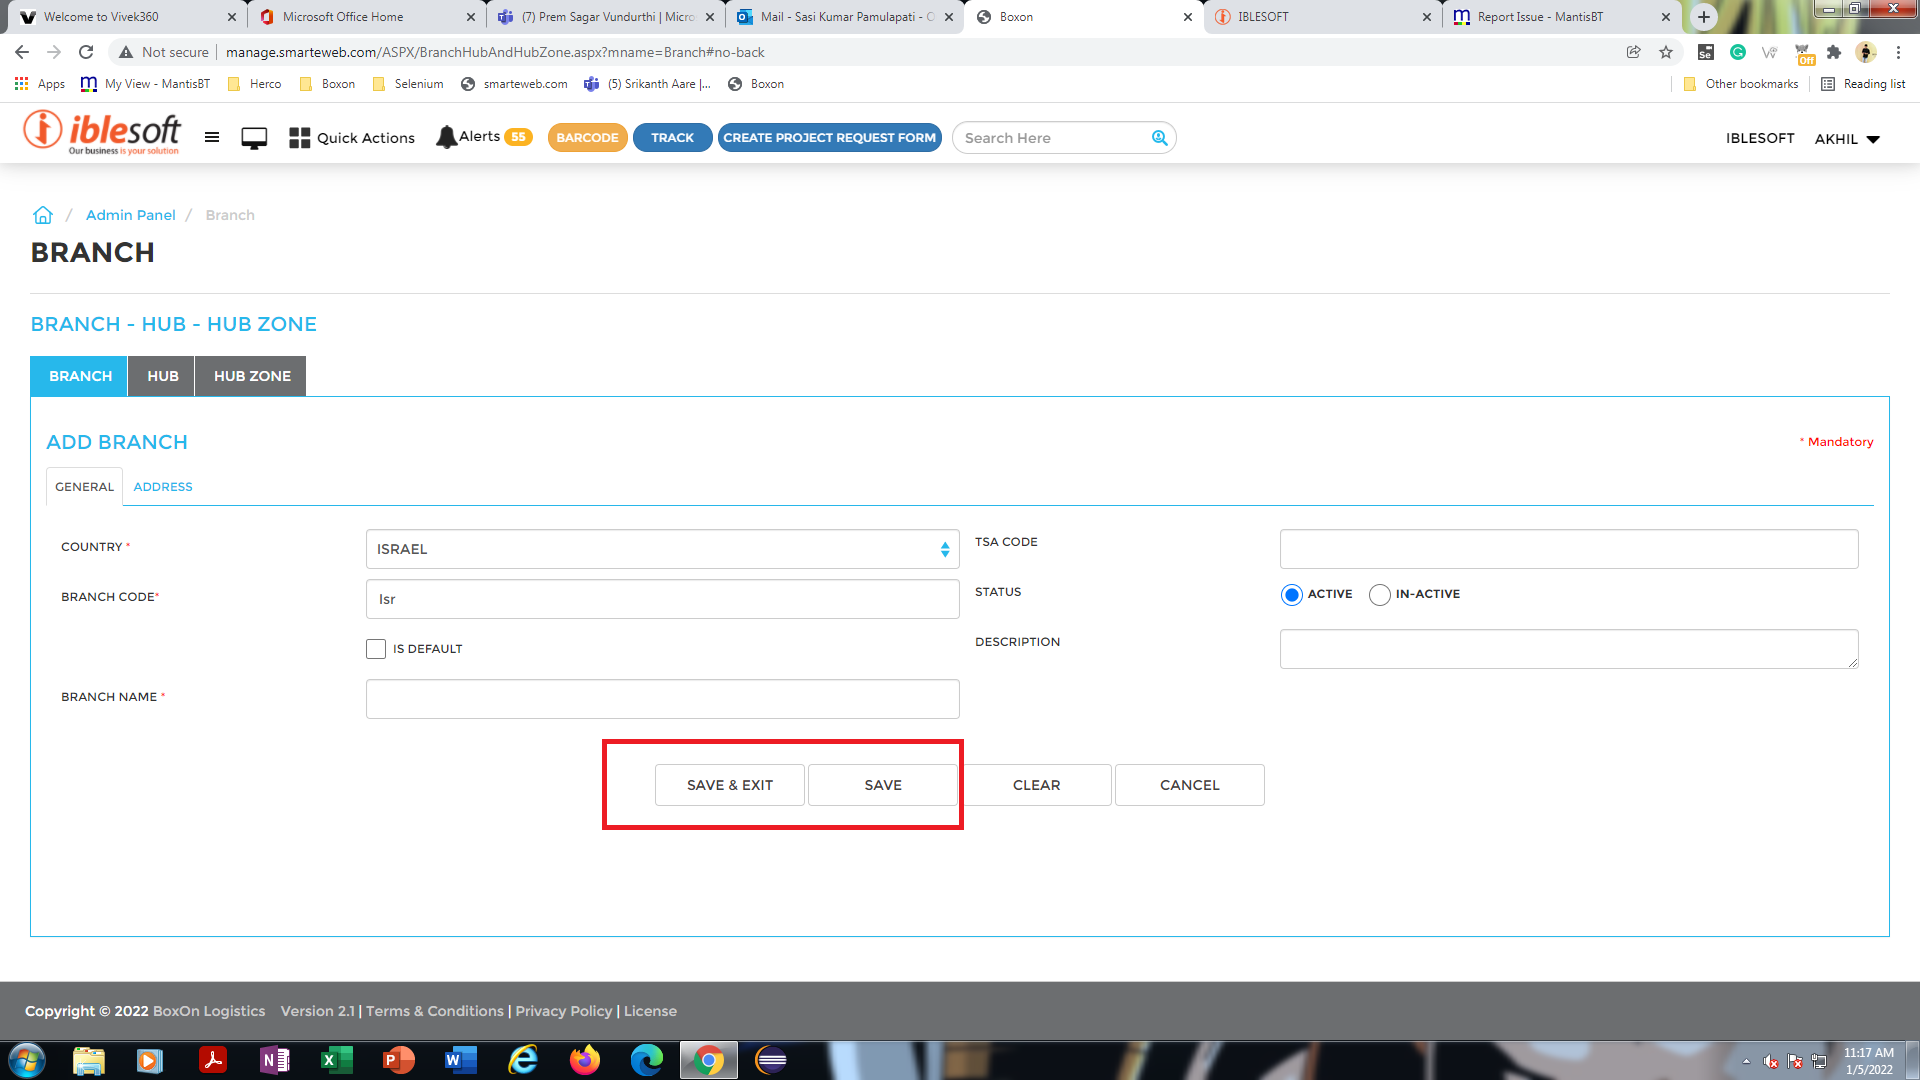 Welcome to Vivek360
Microsoft Office Home
(7) Prem Sagar Vundurthi | Micro
Mail - Sasi Kumar Pamulapati - O
Boxon
IBLESOFT
Report Issue - MantisBT
Not secure
manage.smarteweb.com/ASPX/BranchHubAndHubZone.aspx?mname=Branch#no-back
Off
Apps
My View - MantisBT
Herco
Boxon
Selenium
smarteweb.com
(5) Srikanth Aare |...
Boxon
Other bookmarks
Reading list
iblesoft
Our business is your solution
Quick Actions
Alerts 55
BARCODE
TRACK
CREATE PROJECT REQUEST FORM
Search Here
IBLESOFT
AKHIL
/ Admin Panel / Branch
BRANCH
BRANCH - HUB - HUB ZONE
BRANCH
HUB
HUB ZONE
ADD BRANCH
* Mandatory
GENERAL
ADDRESS
COUNTRY *
ISRAEL
TSA CODE
BRANCH CODE*
Isr
STATUS
ACTIVE
IN-ACTIVE
IS DEFAULT
DESCRIPTION
BRANCH NAME *
SAVE & EXIT
SAVE
CLEAR
CANCEL
Copyright © 2022 BoxOn Logistics Version 2.1 | Terms & Conditions | Privacy Policy | License
11:17 AM
1/5/2022